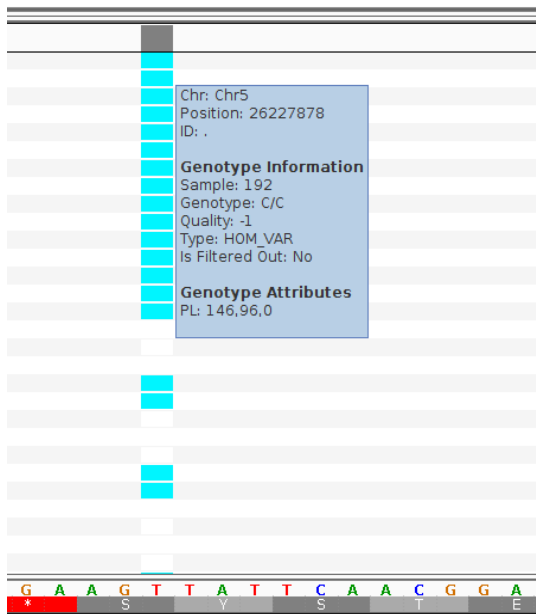 Chr: Chr5
Position: 26227878
ID: .
Genotype Information
Sample: 192
Genotype: C/C
Quality: -1
Type: HOM_VAR
Is Filtered Out: No
Genotype Attributes
PL: 146,96,0
G A A G T T A T T C A A C G G A
* S Y S T E